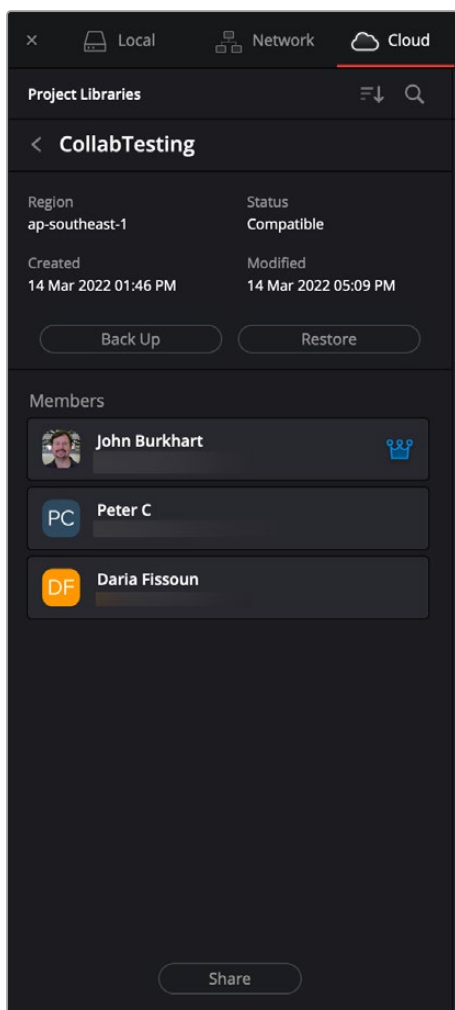 Local Network Cloud
Project Libraries
CollabTesting
Region Status
ap-southeast-1 Compatible
Created Modified
14 Mar 2022 01:46 PM 14 Mar 2022 05:09 PM
Back Up Restore
Members
John Burkhart
PC Peter C
DF Daria Fissoun
Share